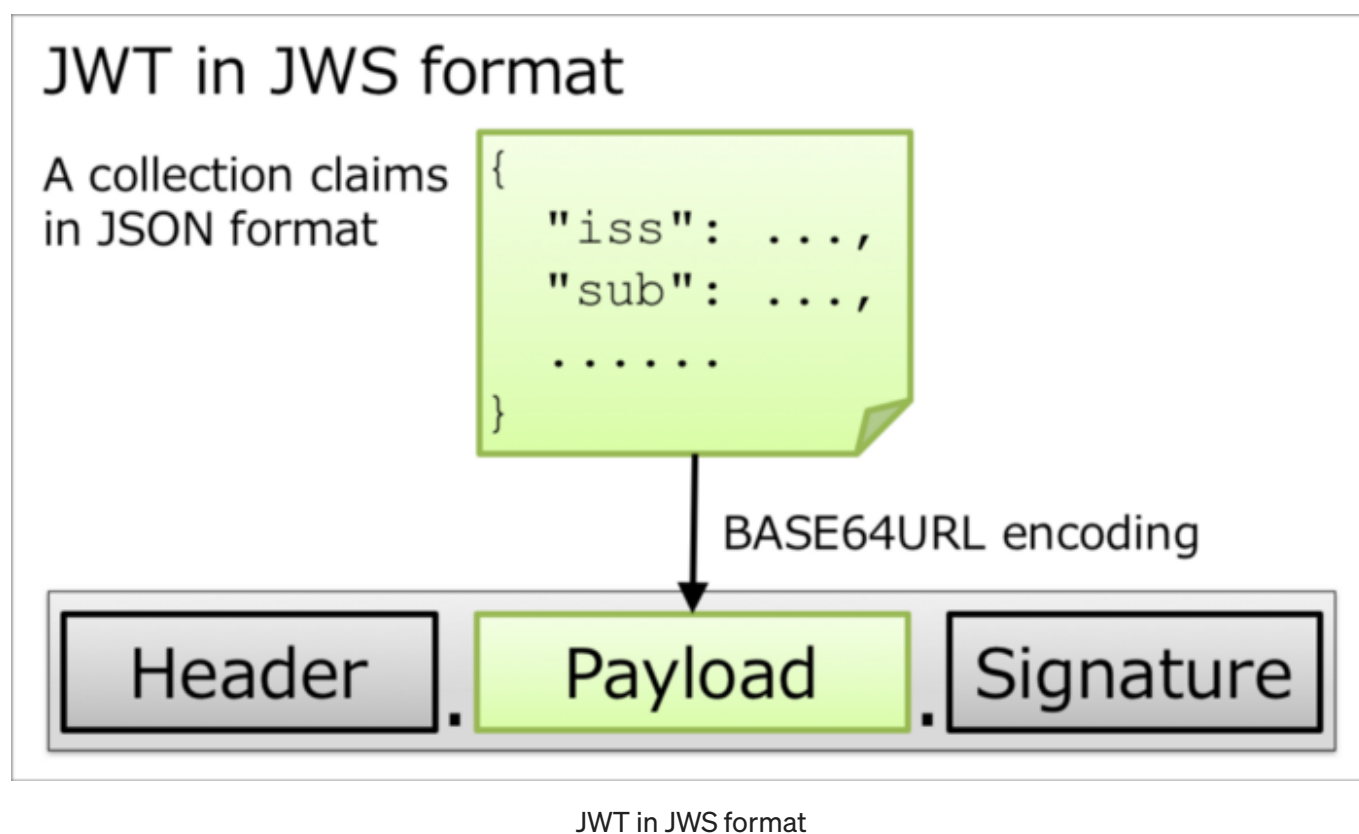 JWT in JWS format
A collection claims
in JSON format
{
"iss": ...,
"sub": ...,
......
}
BASE64URL encoding
Header . Payload . Signature
JWT in JWS format